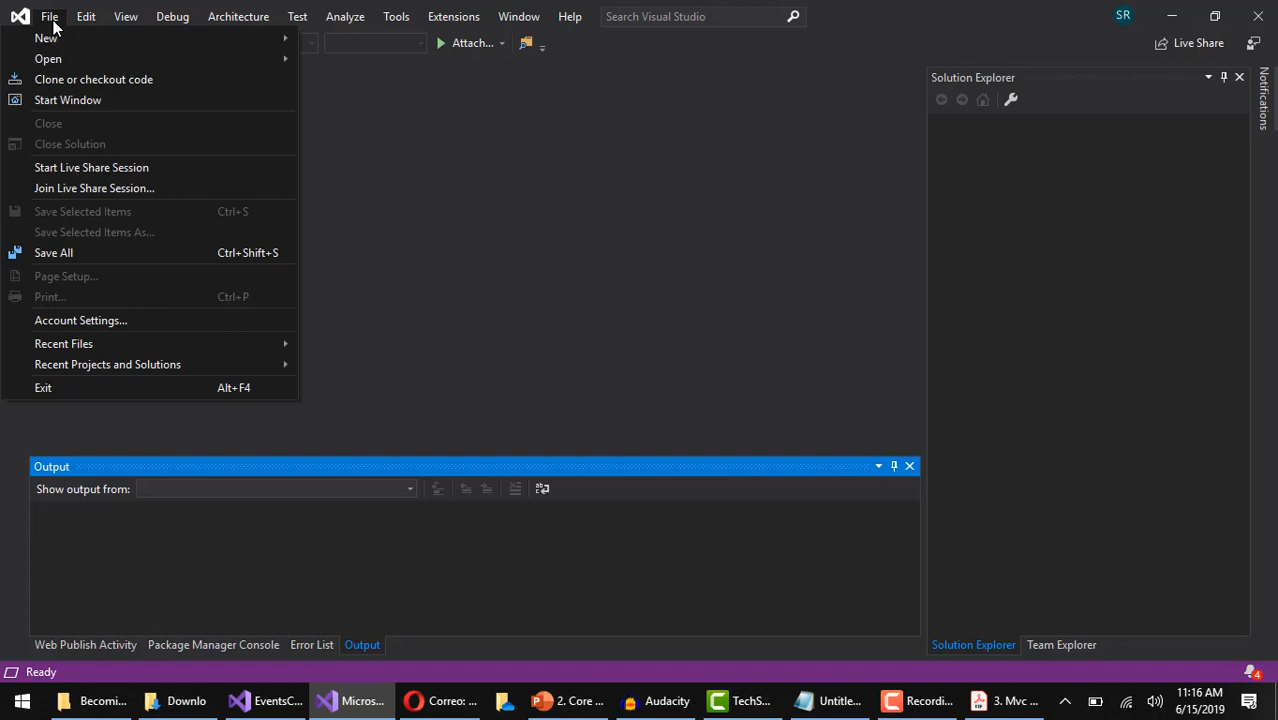 File Edit View Debug Architecture Test Analyze Tools Extensions Window Help Search Visual Studio SR
New
Attach... Live Share
Open
Clone or checkout code
Start Window
Close
Close Solution
Start Live Share Session
Join Live Share Session...
Save Selected Items Ctrl+S
Save Selected Items As...
Save All Ctrl+Shift+S
Page Setup...
Print... Ctrl+P
Account Settings...
Recent Files
Recent Projects and Solutions
Exit Alt+F4
Solution Explorer
Notifications
Output
Show output from:
Web Publish Activity Package Manager Console Error List Output
Solution Explorer Team Explorer
Ready 4
Becomi... Downlo EventsC... Micros... Correo: ... 2. Core ... Audacity TechS... Untitle... Recordi... 3. Mvc ... 11:16 AM
6/15/2019